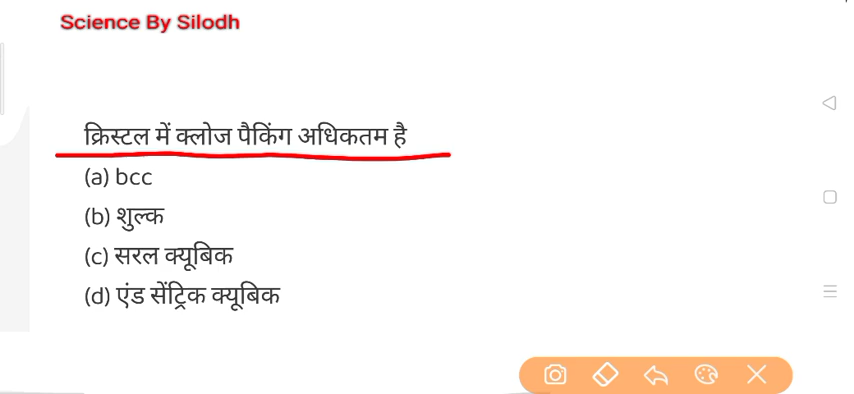 Science By Silodh
क्रिस्टल में क्लोज पैकिंग अधिकतम है
(a) bcc
(b) शुल्क
(c) सरल क्यूबिक
(d) एंड सेंट्रिक क्यूबिक